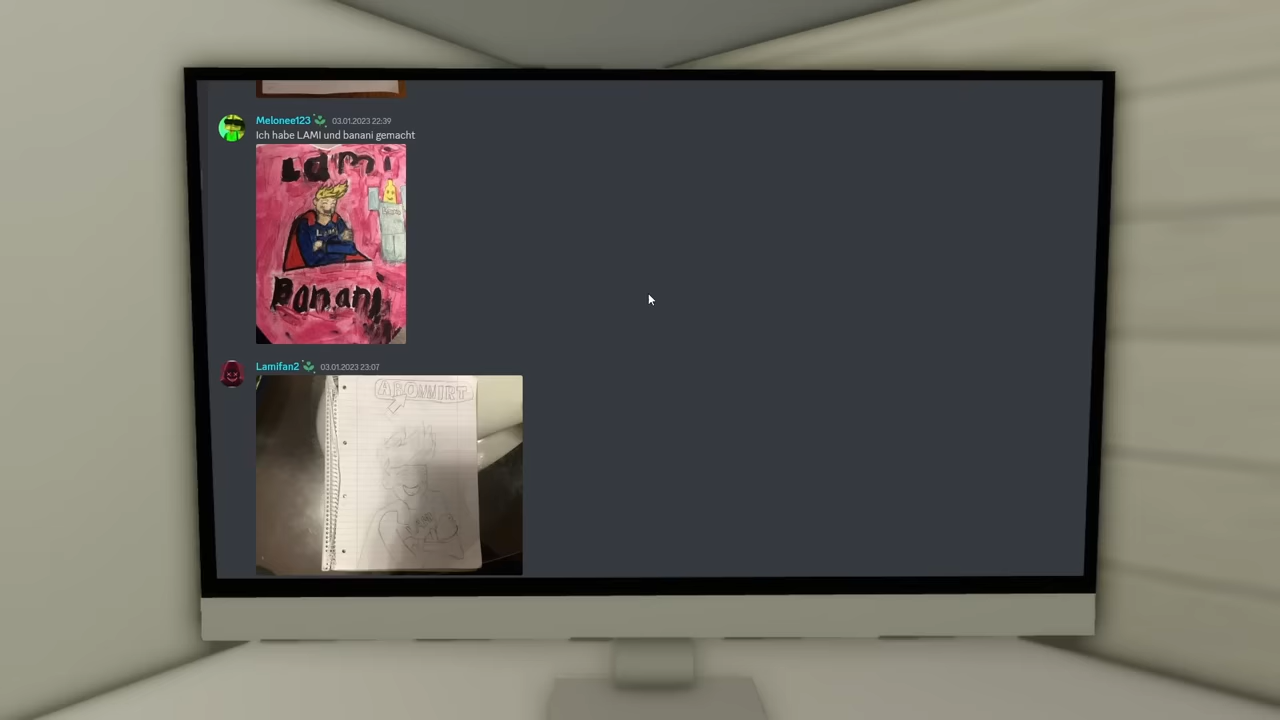 Melonee123 03.01.2023 22:39
Ich habe LAMI und banani gemacht
Lami
Banani
Lamifan2 03.01.2023 23:07
ABONNIRT